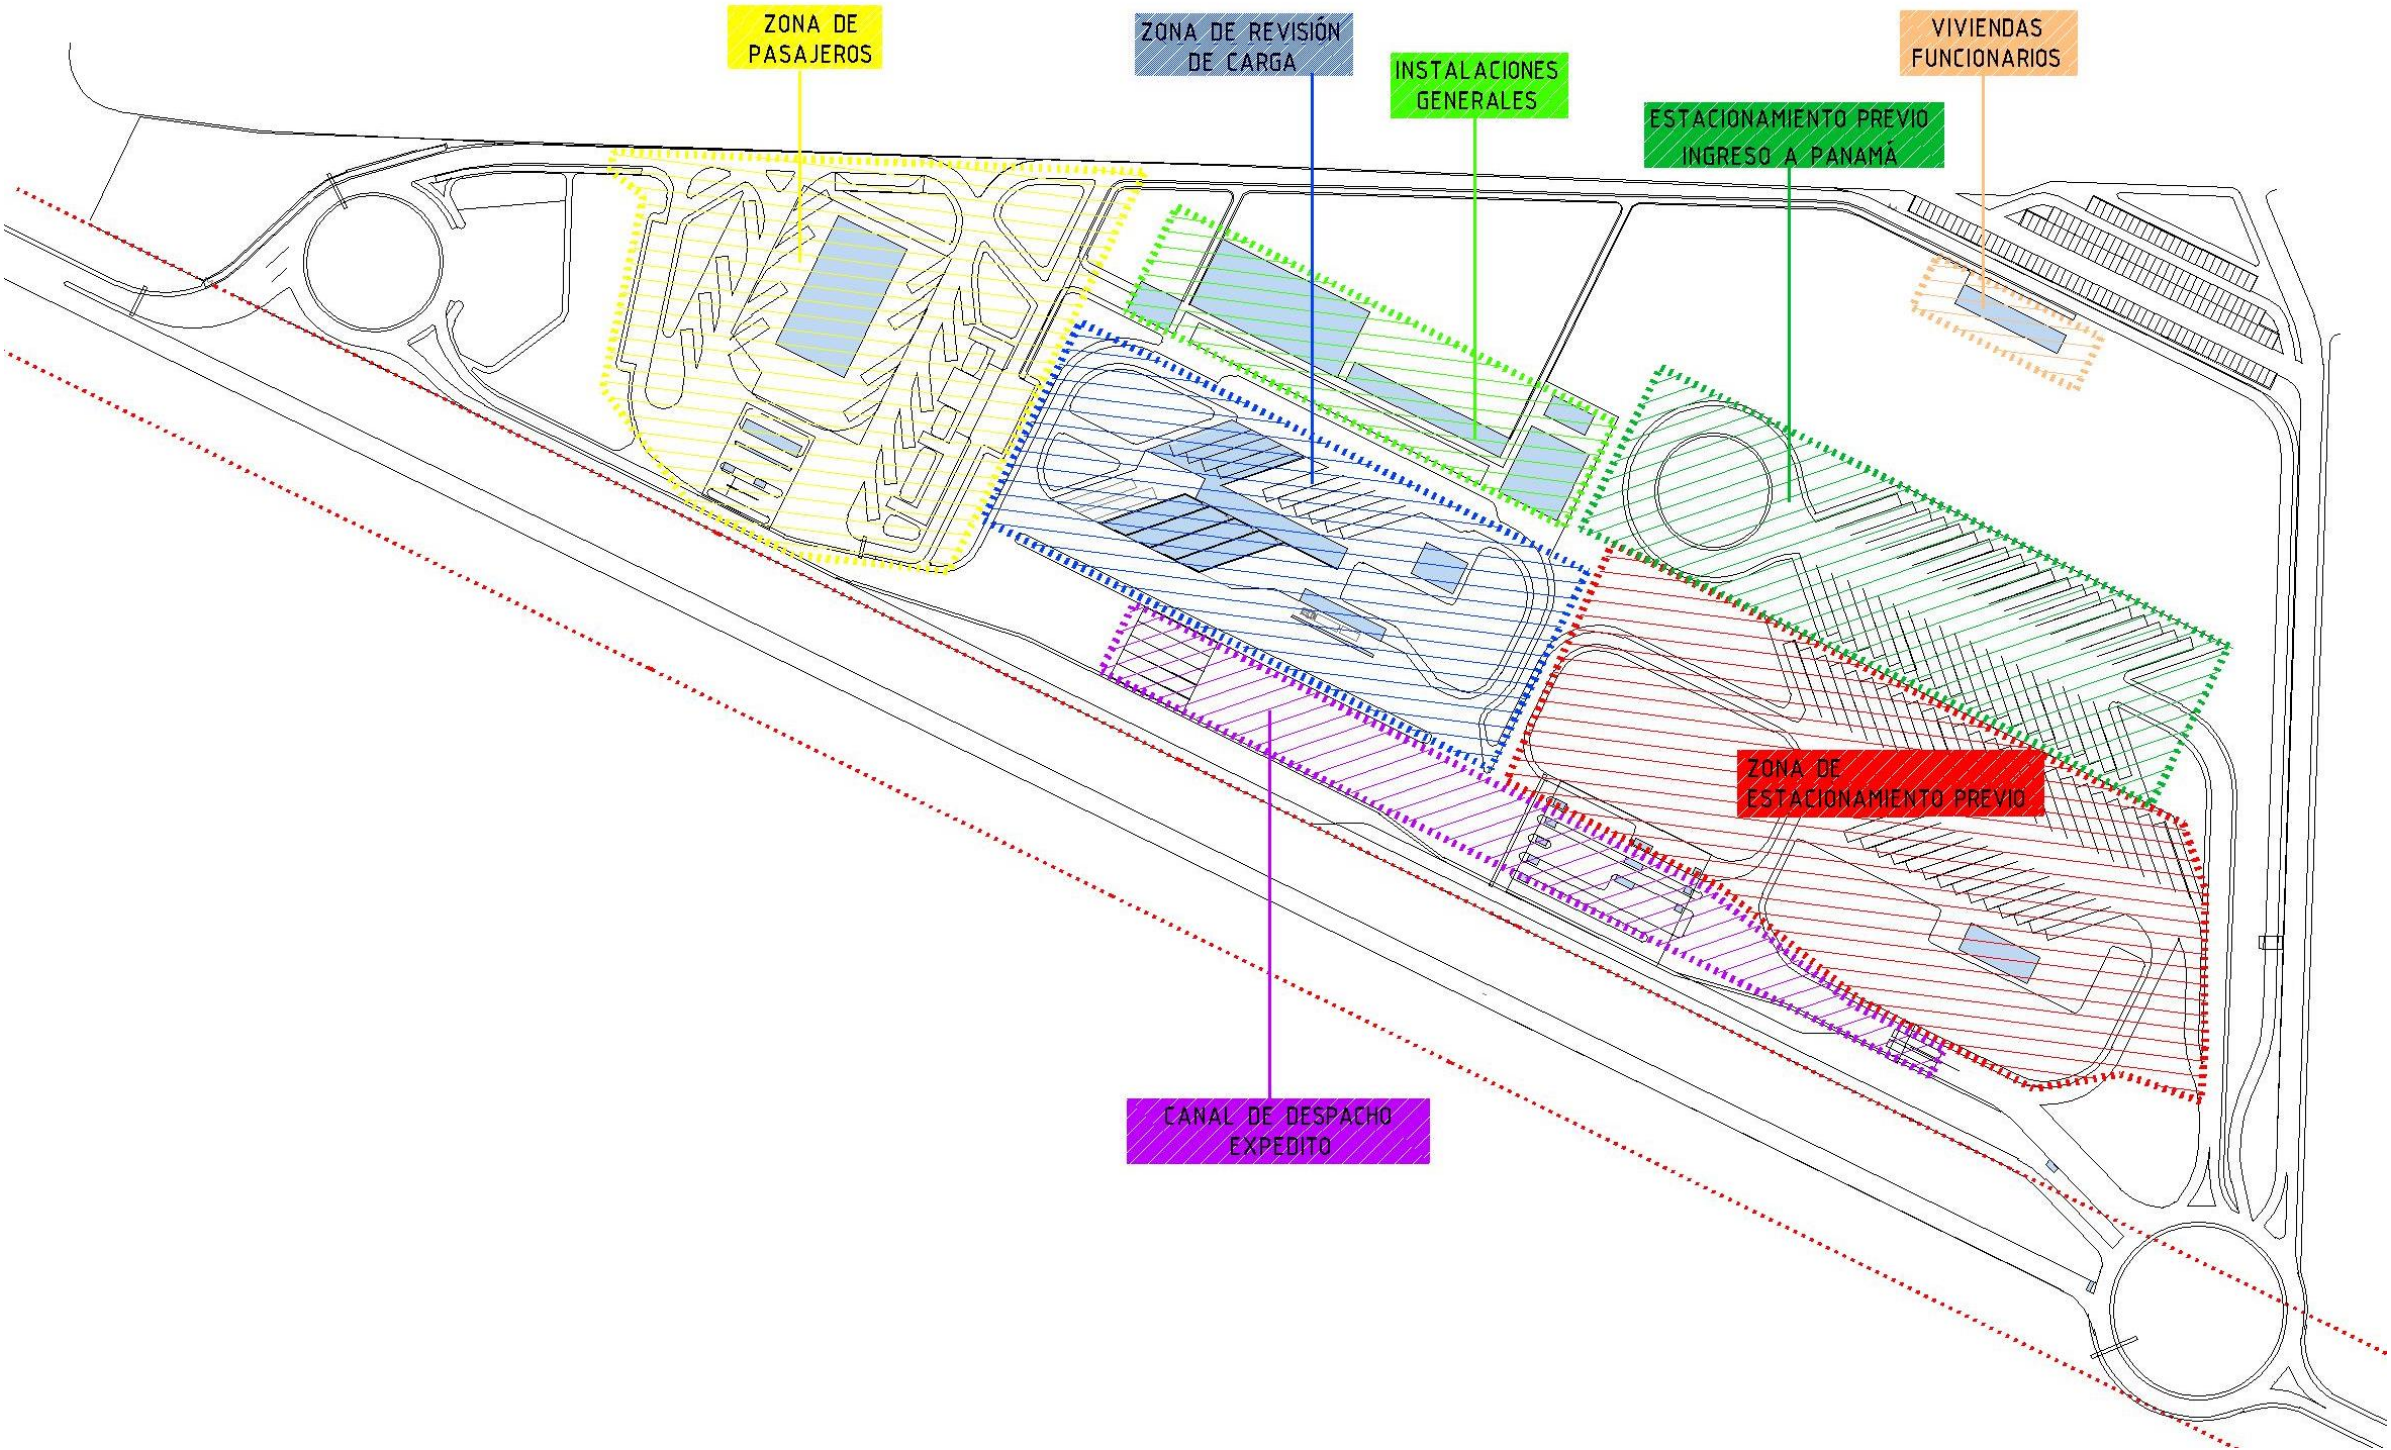 ZONA DE
PASAJEROS
ZONA DE REVISIÓN
DE CARGA
INSTALACIONES
GENERALES
VIVIENDAS
FUNCIONARIOS
ESTACIONAMIENTO PREVIO
INGRESO A PANAMÁ
ZONA DE
ESTACIONAMIENTO PREVIO
CANAL DE DESPACHO
EXPEDITO